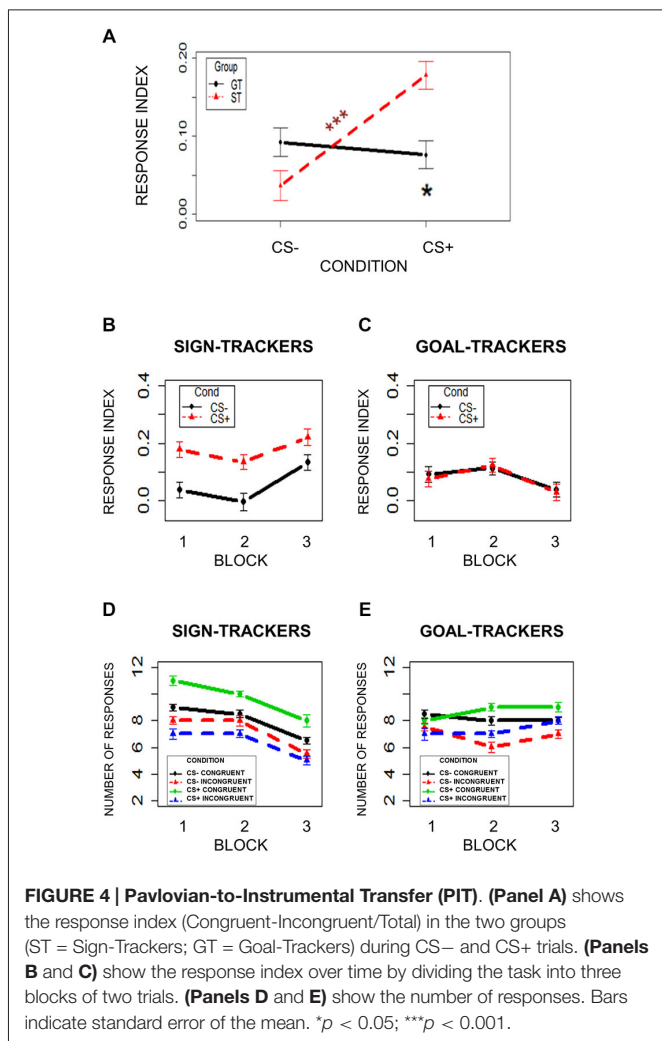 A
RESPONSE INDEX
0.20
0.10
0.00
Group
GT
ST
***
*
CS- CS+
CONDITION
B C
SIGN-TRACKERS GOAL-TRACKERS
RESPONSE INDEX
0.4
0.2
0.0
Cond
CS-
CS+
1 2 3
BLOCK
RESPONSE INDEX
0.4
0.2
0.0
Cond
CS-
CS+
1 2 3
BLOCK
D E
SIGN-TRACKERS GOAL-TRACKERS
NUMBER OF RESPONSES
12
8
6
4
2
CONDITION
CS- CONGRUENT
CS- INCONGRUENT
CS+ CONGRUENT
CS+ INCONGRUENT
1 2 3
BLOCK
NUMBER OF RESPONSES
12
8
6
4
2
CONDITION
CS- CONGRUENT
CS- INCONGRUENT
CS+ CONGRUENT
CS+ INCONGRUENT
1 2 3
BLOCK
FIGURE 4 | Pavlovian-to-Instrumental Transfer (PIT). (Panel A) shows
the response index (Congruent-Incongruent/Total) in the two groups
(ST = Sign-Trackers; GT = Goal-Trackers) during CS− and CS+ trials. (Panels
B and C) show the response index over time by dividing the task into three
blocks of two trials. (Panels D and E) show the number of responses. Bars
indicate standard error of the mean. *p < 0.05; ***p < 0.001.